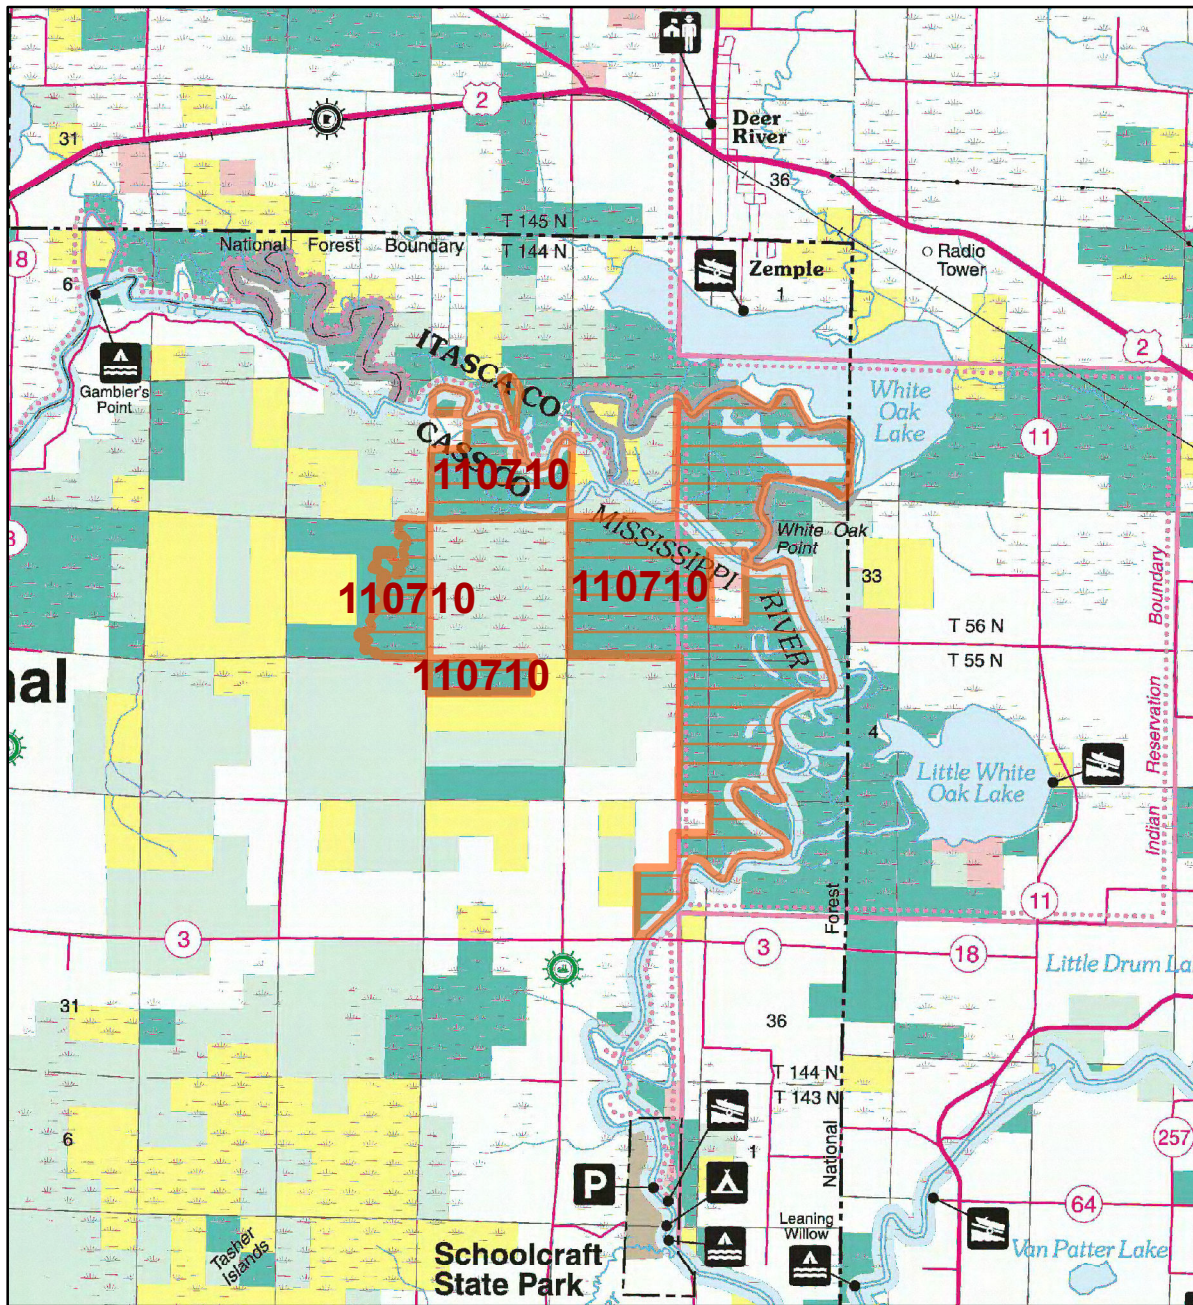 2
Deer
River
31
36
T 145 N
National Forest Boundary
T 144 N
Radio
Tower
18
Zemple
1
6
2
ITASCA CO
Gambler's
Point
White
Oak
Lake
CASS CO
11
110710
MISSISSIPPI
White Oak
Point
3
110710
110710
33
RIVER
T 56 N
Boundary
T 55 N
110710
nal
Reservation
4
Little White
Oak Lake
Indian
Forest
11
3
3
18
Little Drum La
31
36
T 144 N
T 143 N
6
1
257
National
P
64
Leaning
Willow
Tasher
Islands
Schoolcraft
State Park
Van Patter Lake